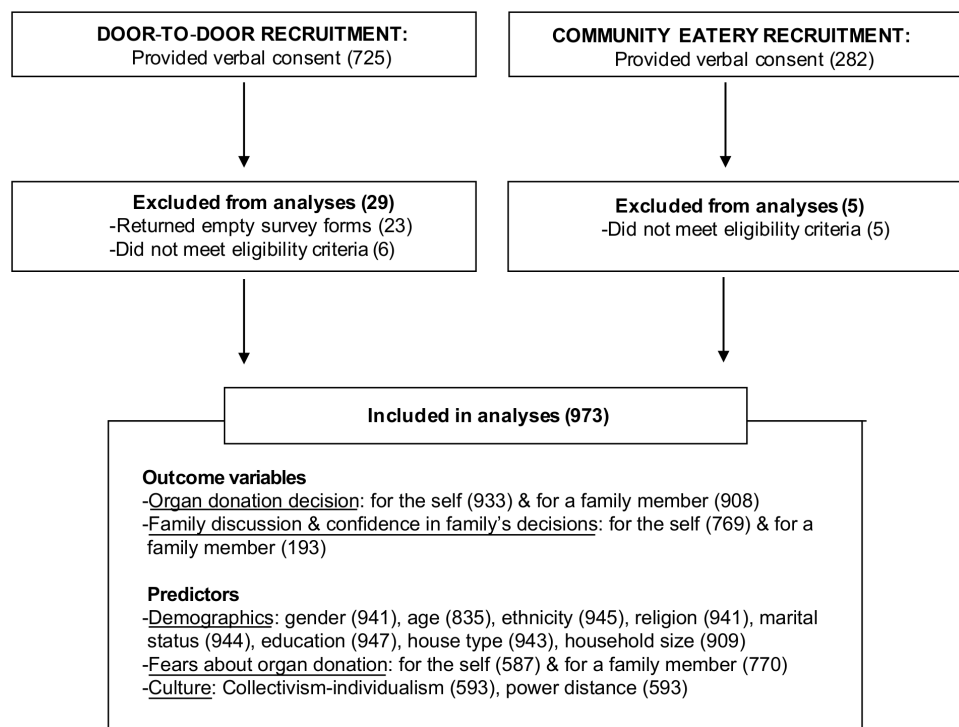 DOOR-TO-DOOR RECRUITMENT:
Provided verbal consent (725)
COMMUNITY EATERY RECRUITMENT:
Provided verbal consent (282)
Excluded from analyses (29)
-Returned empty survey forms (23)
-Did not meet eligibility criteria (6)
Excluded from analyses (5)
-Did not meet eligibility criteria (5)
Included in analyses (973)
Outcome variables
-Organ donation decision: for the self (933) & for a family member (908)
-Family discussion & confidence in family's decisions: for the self (769) & for a
family member (193)
Predictors
-Demographics: gender (941), age (835), ethnicity (945), religion (941), marital
status (944), education (947), house type (943), household size (909)
-Fears about organ donation: for the self (587) & for a family member (770)
-Culture: Collectivism-individualism (593), power distance (593)